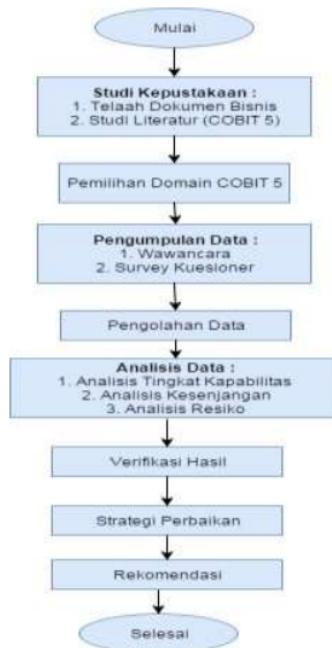 Mulai
Studi Kepustakaan :
1. Telaah Dokumen Bisnis
2. Studi Literatur (COBIT 5)
Pemilihan Domain COBIT 5
Pengumpulan Data :
1. Wawancara
2. Survey Kuesioner
Pengolahan Data
Analisis Data :
1. Analisis Tingkat Kapabilitas
2. Analisis Kesenjangan
3. Analisis Resiko
Verifikasi Hasil
Strategi Perbaikan
Rekomendasi
Selesai